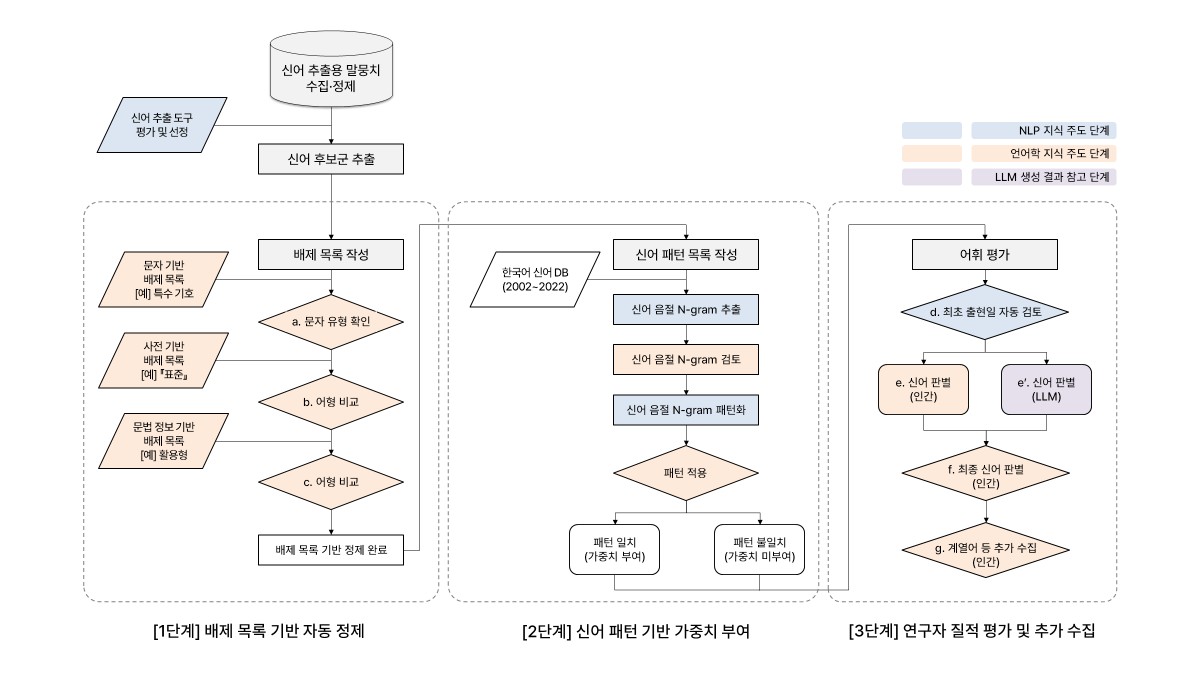 신어 추출용 말뭉치
수집·정제
신어 추출 도구
평가 및 선정
신어 후보군 추출
NLP 지식 주도 단계
언어학 지식 주도 단계
LLM 생성 결과 참고 단계
배제 목록 작성
문자 기반
배제 목록
[예] 특수 기호
a. 문자 유형 확인
사전 기반
배제 목록
[예]『표준』
b. 어형 비교
문법 정보 기반
배제 목록
[예] 활용형
c. 어형 비교
배제 목록 기반 정제 완료
[1단계] 배제 목록 기반 자동 정제
신어 패턴 목록 작성
한국어 신어 DB
(2002~2022)
신어 음절 N-gram 추출
신어 음절 N-gram 검토
신어 음절 N-gram 패턴화
패턴 적용
패턴 일치
(가중치 부여)
패턴 불일치
(가중치 미부여)
[2단계] 신어 패턴 기반 가중치 부여
어휘 평가
d. 최초 출현일 자동 검토
e. 신어 판별
(인간)
e′. 신어 판별
(LLM)
f. 최종 신어 판별
(인간)
g. 계열어 등 추가 수집
(인간)
[3단계] 연구자 질적 평가 및 추가 수집